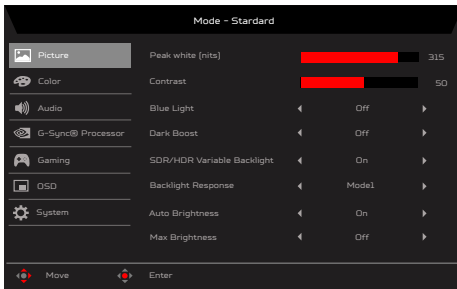 Mode - Stardard
Picture
Peak white (nits)
315
Color
Contrast
50
Audio
Blue Light
Off
G-Sync® Processor
Dark Boost
Off
Gaming
SDR/HDR Variable Backlight
On
OSD
Backlight Response
Mode1
System
Auto Brightness
On
Max Brightness
Off
Move
Enter